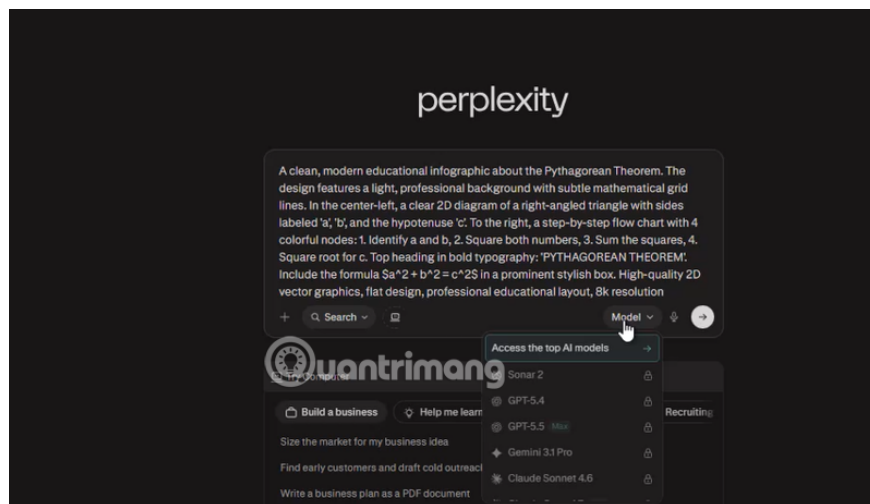 perplexity
A clean, modern educational infographic about the Pythagorean Theorem. The
design features a light, professional background with subtle mathematical grid
lines. In the center-left, a clear 2D diagram of a right-angled triangle with sides
labeled 'a', 'b', and the hypotenuse 'c'. To the right, a step-by-step flow chart with 4
colorful nodes: 1. Identify a and b, 2. Square both numbers, 3. Sum the squares, 4.
Square root for c. Top heading in bold typography: 'PYTHAGOREAN THEOREM'.
Include the formula $a^2 + b^2 = c^2$ in a prominent stylish box. High-quality 2D
vector graphics, flat design, professional educational layout, 8k resolution
Search
Model
Access the top AI models
Quantrimang
Try Computer
Sonar 2
GPT-5.4
Build a business
Help me learn
Recruiting
GPT-5.5 Max
Size the market for my business idea
Gemini 3.1 Pro
Find early customers and draft cold outreac
Claude Sonnet 4.6
Write a business plan as a PDF document